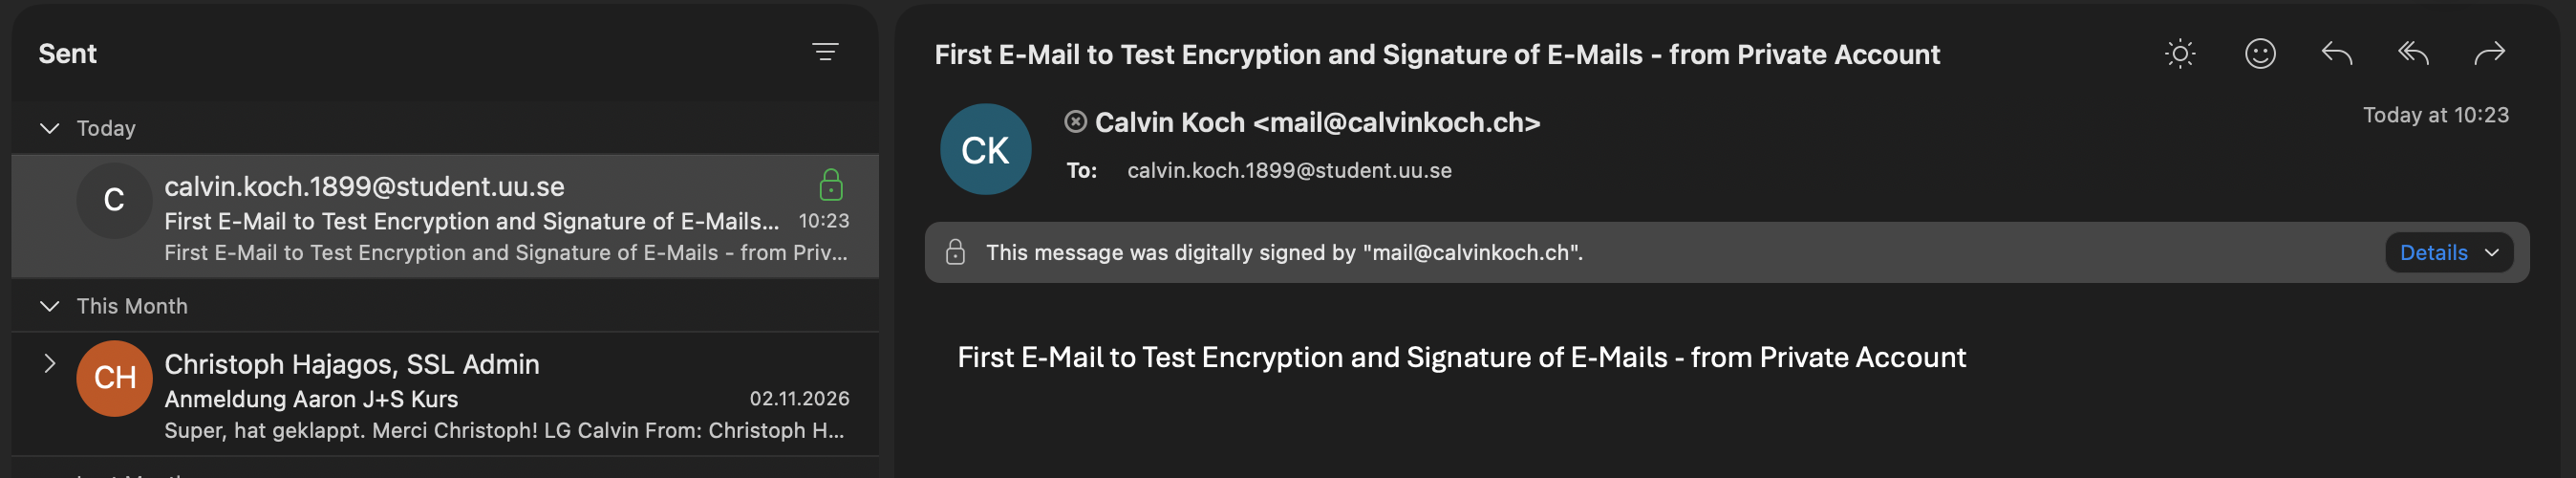 Sent
Today
C
calvin.koch.1899@student.uu.se
First E-Mail to Test Encryption and Signature of E-Mails... 10:23
First E-Mail to Test Encryption and Signature of E-Mails - from Priv...
This Month
CH
Christoph Hajagos, SSL Admin
Anmeldung Aaron J+S Kurs 02.11.2026
Super, hat geklappt. Merci Christoph! LG Calvin From: Christoph H...
First E-Mail to Test Encryption and Signature of E-Mails - from Private Account
CK
Calvin Koch <mail@calvinkoch.ch>
Today at 10:23
To: calvin.koch.1899@student.uu.se
This message was digitally signed by "mail@calvinkoch.ch".
Details
First E-Mail to Test Encryption and Signature of E-Mails - from Private Account